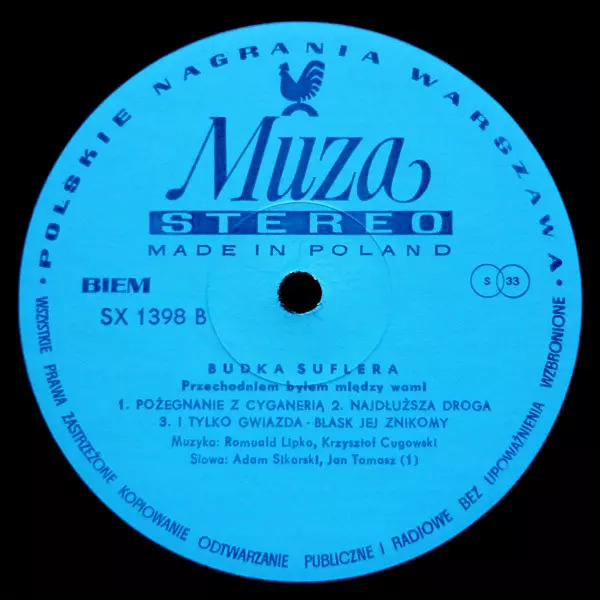 • POLSKIE NAGRANIA WARSZAWA •
Muza
STEREO
MADE IN POLAND
BIEM
S 33
SX 1398 B
BUDKA SUFLERA
Przechodniem byłem między wami
1. POŻEGNANIE Z CYGANERIĄ 2. NAJDŁUŻSZA DROGA
3. I TYLKO GWIAZDA - BLASK JEJ ZNIKOMY
Muzyka: Romuald Lipko, Krzysztof Cugowski
Słowa: Adam Sikorski, Jan Tomasz (1)
WSZYSTKIE PRAWA ZASTRZEŻONE KOPIOWANIE ODTWARZANIE PUBLICZNE I RADIOWE BEZ UPOWAŻNIENIA WZBRONIONE